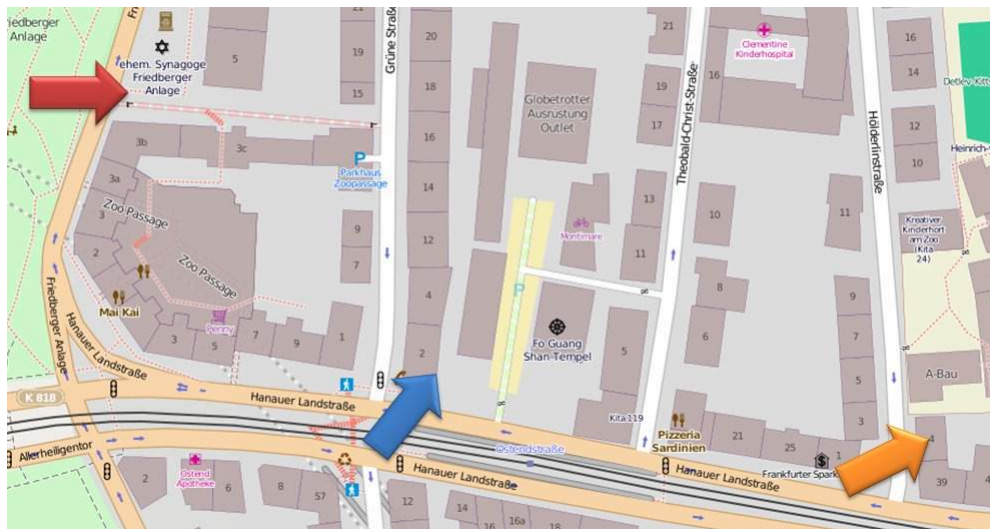 riedberger
Anlage
Fr
5
21
19
15
ehem. Synagoge
Friedberger
Anlage
Grüne Straße
20
18
16
14
12
4
2
Globetrotter
Ausrüstung
Outlet
21
19
17
Clementine
Kinderhospital
16
Theobald-Christ-Straße
Hölderlinstraße
16
14
12
10
Detlev-Kitt
Heinrich-
3b
3c
3a
3
2
P
Parkhaus
Zoopassage
Zoo Passage
Zoo Passage
9
7
Mai Kai
Penny
3
5
7
9
1
Montimare
13
11
10
11
Kreativer
Kinderhort
am Zoo
(Kita
24)
P
Fo Guang
Shan-Tempel
5
8
6
9
7
5
3
A-Bau
Friedberger Anlage
Hanauer Landstraße
K 818
Hanauer Landstraße
Allerheiligentor
Kita 119
Pizzeria
Sardinien
21
25
1
Frankfurter Spark
4
39
4
Ostendstraße
Hanauer Landstraße
Hanauer Landstraße
Ostend
Apotheke
2
6
8
57
12
14
16
16a
18